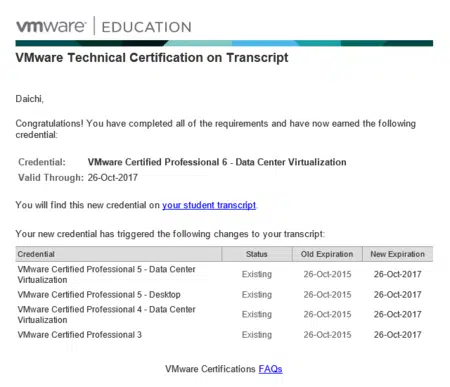 vmware® | EDUCATION
VMware Technical Certification on Transcript
Daichi,
Congratulations! You have completed all of the requirements and have now earned the following
credential:
Credential: VMware Certified Professional 6 - Data Center Virtualization
Valid Through: 26-Oct-2017
You will find this new credential on your student transcript.
Your new credential has triggered the following changes to your transcript:
Credential Status Old Expiration New Expiration
VMware Certified Professional 5 - Data Center
Virtualization Existing 26-Oct-2015 26-Oct-2017
VMware Certified Professional 5 - Desktop Existing 26-Oct-2015 26-Oct-2017
VMware Certified Professional 4 - Data Center
Virtualization Existing 26-Oct-2015 26-Oct-2017
VMware Certified Professional 3 Existing 26-Oct-2015 26-Oct-2017
VMware Certifications FAQs